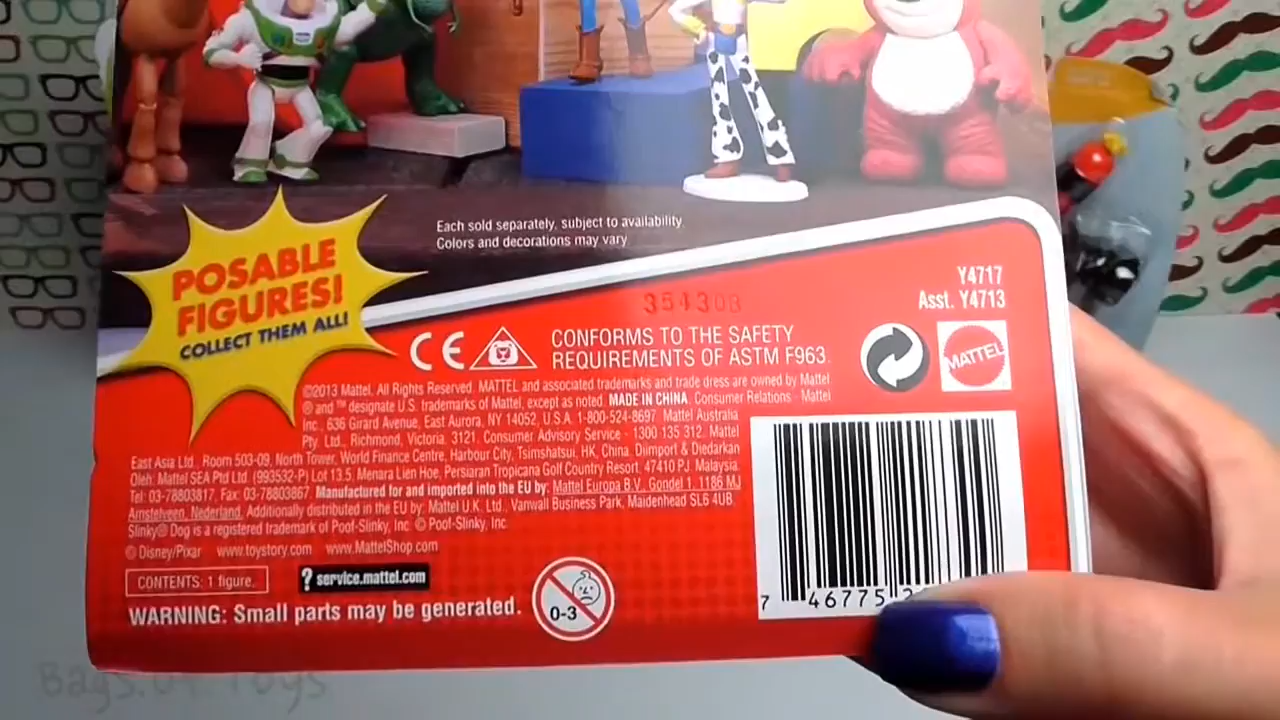 Each sold separately, subject to availability.
Colors and decorations may vary
POSABLE
FIGURES!
COLLECT THEM ALL!
Y4717
Asst. Y4713
35430B
CE
CONFORMS TO THE SAFETY
REQUIREMENTS OF ASTM F963.
MATTEL
©2013 Mattel. All Rights Reserved. MATTEL and associated trademarks and trade dress are owned by Mattel
® and ™ designate U.S. trademarks of Mattel, except as noted. MADE IN CHINA. Consumer Relations - Mattel
Inc., 636 Girard Avenue, East Aurora, NY 14052, U.S.A. 1-800-524-8697. Mattel Australia
Pty. Ltd., Richmond, Victoria. 3121. Consumer Advisory Service - 1300 135 312. Mattel
East Asia Ltd., Room 503-09, North Tower, World Finance Centre, Harbour City, Tsimshatsui, HK, China. Diimport & Diedarkan
Oleh: Mattel SEA Ptd Ltd. (993532-P) Lot 13.5, Menara Lien Hoe, Persiaran Tropicana Golf Country Resort, 47410 PJ. Malaysia.
Tel: 03-78803817, Fax: 03-78803867. Manufactured for and imported into the EU by: Mattel Europa B.V., Gondel 1, 1186 MJ
Amstelveen, Nederland. Additionally distributed in the EU by: Mattel U.K. Ltd., Vanwall Business Park, Maidenhead SL6 4UB.
Slinky® Dog is a registered trademark of Poof-Slinky, Inc. © Poof-Slinky, Inc.
© Disney/Pixar www.toystory.com www.MattelShop.com
CONTENTS: 1 figure.
? service.mattel.com
WARNING: Small parts may be generated.
0-3
7 46775
Bags.of Toys